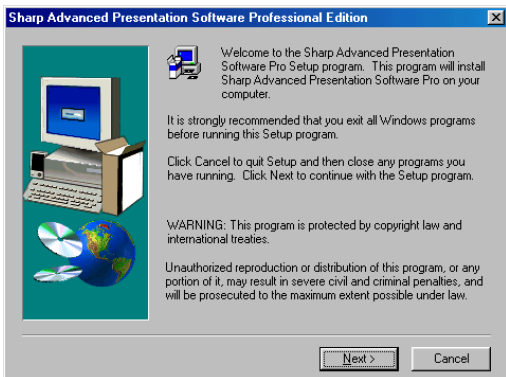 Sharp Advanced Presentation Software Professional Edition
Welcome to the Sharp Advanced Presentation
Software Pro Setup program. This program will install
Sharp Advanced Presentation Software Pro on your
computer.
It is strongly recommended that you exit all Windows programs
before running this Setup program.
Click Cancel to quit Setup and then close any programs you
have running. Click Next to continue with the Setup program.
WARNING: This program is protected by copyright law and
international treaties.
Unauthorized reproduction or distribution of this program, or any
portion of it, may result in severe civil and criminal penalties, and
will be prosecuted to the maximum extent possible under law.
Next > Cancel